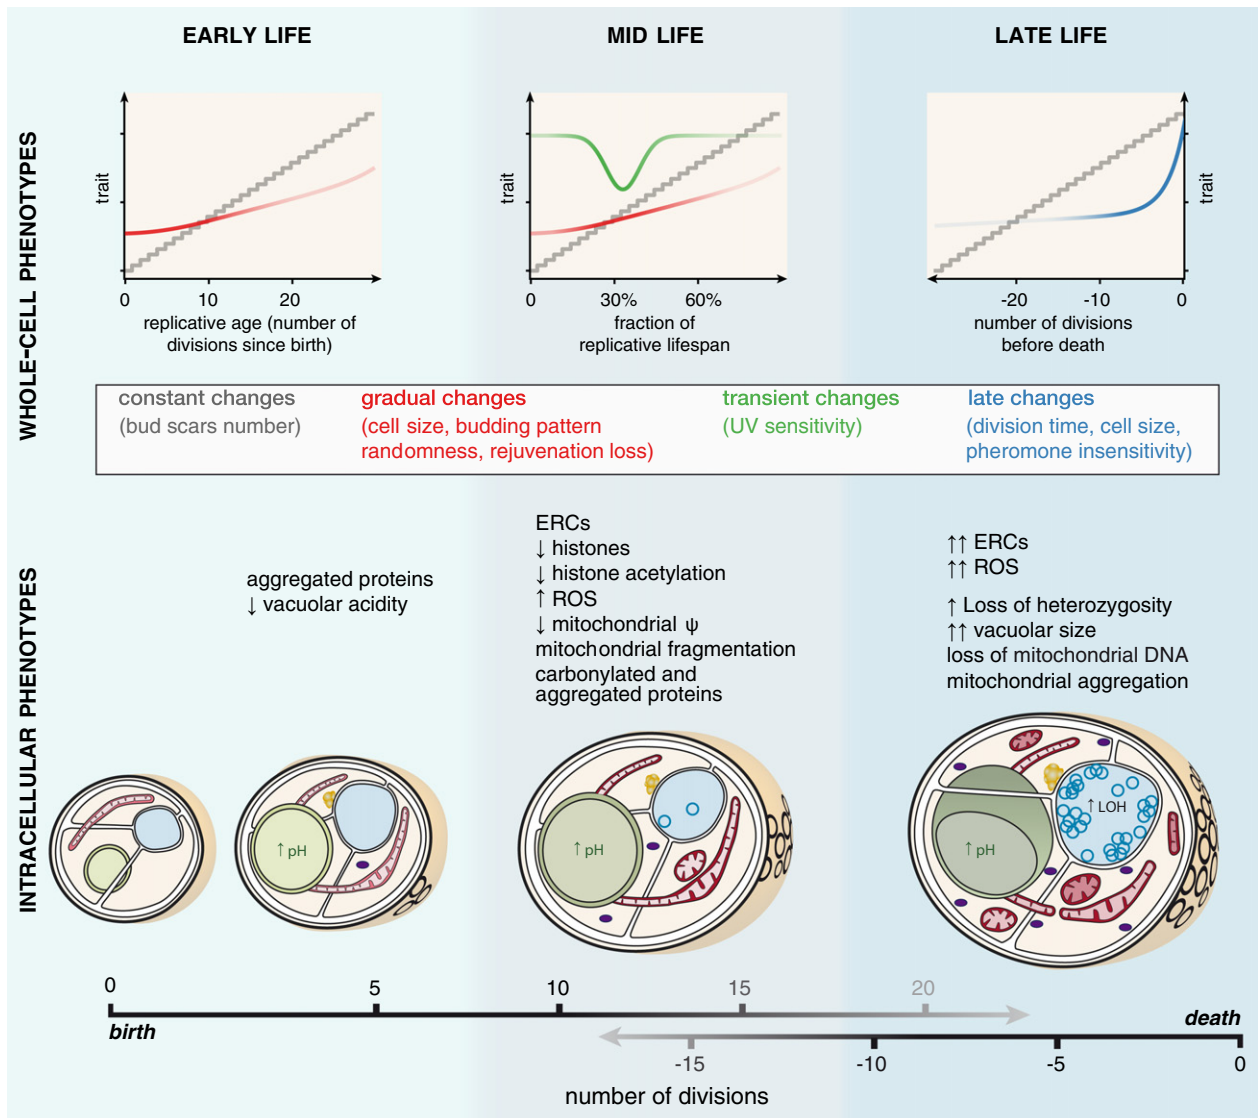 EARLY LIFE
MID LIFE
LATE LIFE
WHOLE-CELL PHENOTYPES
trait
0 10 20
replicative age (number of
divisions since birth)
trait
0 30% 60%
fraction of
replicative lifespan
trait
-20 -10 0
number of divisions
before death
constant changes
(bud scars number)
gradual changes
(cell size, budding pattern
randomness, rejuvenation loss)
transient changes
(UV sensitivity)
late changes
(division time, cell size,
pheromone insensitivity)
INTRACELLULAR PHENOTYPES
aggregated proteins
↓ vacuolar acidity
ERCs
↓ histones
↓ histone acetylation
↑ ROS
↓ mitochondrial ψ
mitochondrial fragmentation
carbonylated and
aggregated proteins
↑↑ ERCs
↑↑ ROS
↑ Loss of heterozygosity
↑↑ vacuolar size
loss of mitochondrial DNA
mitochondrial aggregation
↑ pH
↑ pH
↑ pH
↑ LOH
0 5 10 15 20
birth
death
-15 -10 -5 0
number of divisions